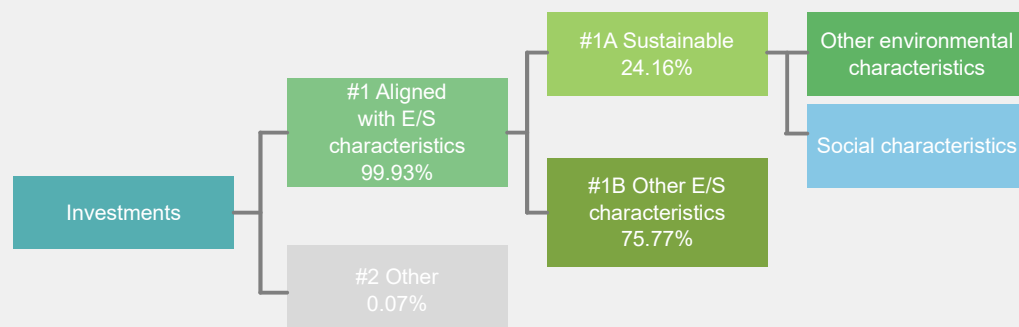 Investments
#1 Aligned
with E/S
characteristics
99.93%
#2 Other
0.07%
#1A Sustainable
24.16%
#1B Other E/S
characteristics
75.77%
Other environmental
characteristics
Social characteristics